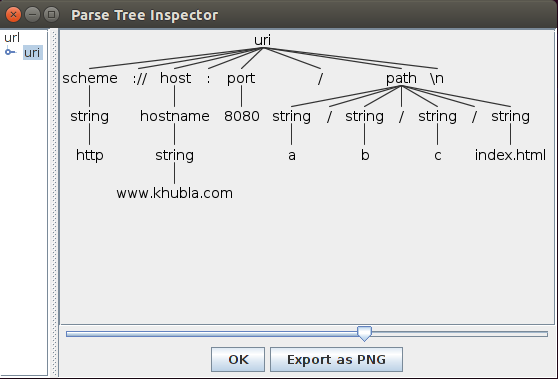 Parse Tree Inspector
url
uri
uri
scheme :// host : port / path \n
string hostname 8080 string / string / string / string
http string a b c index.html
www.khubla.com
OK Export as PNG